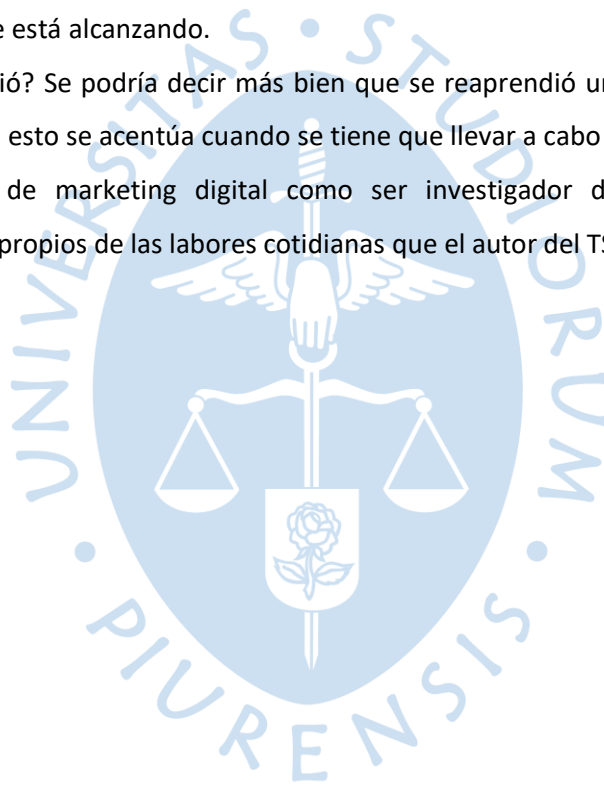 e está alcanzando.
ió? Se podría decir más bien que se reaprendió un
esto se acentúa cuando se tiene que llevar a cabo
de marketing digital como ser investigador d
propios de las labores cotidianas que el autor del TS
UNIVERSITAS • STUDIORUM • PIURENSIS •